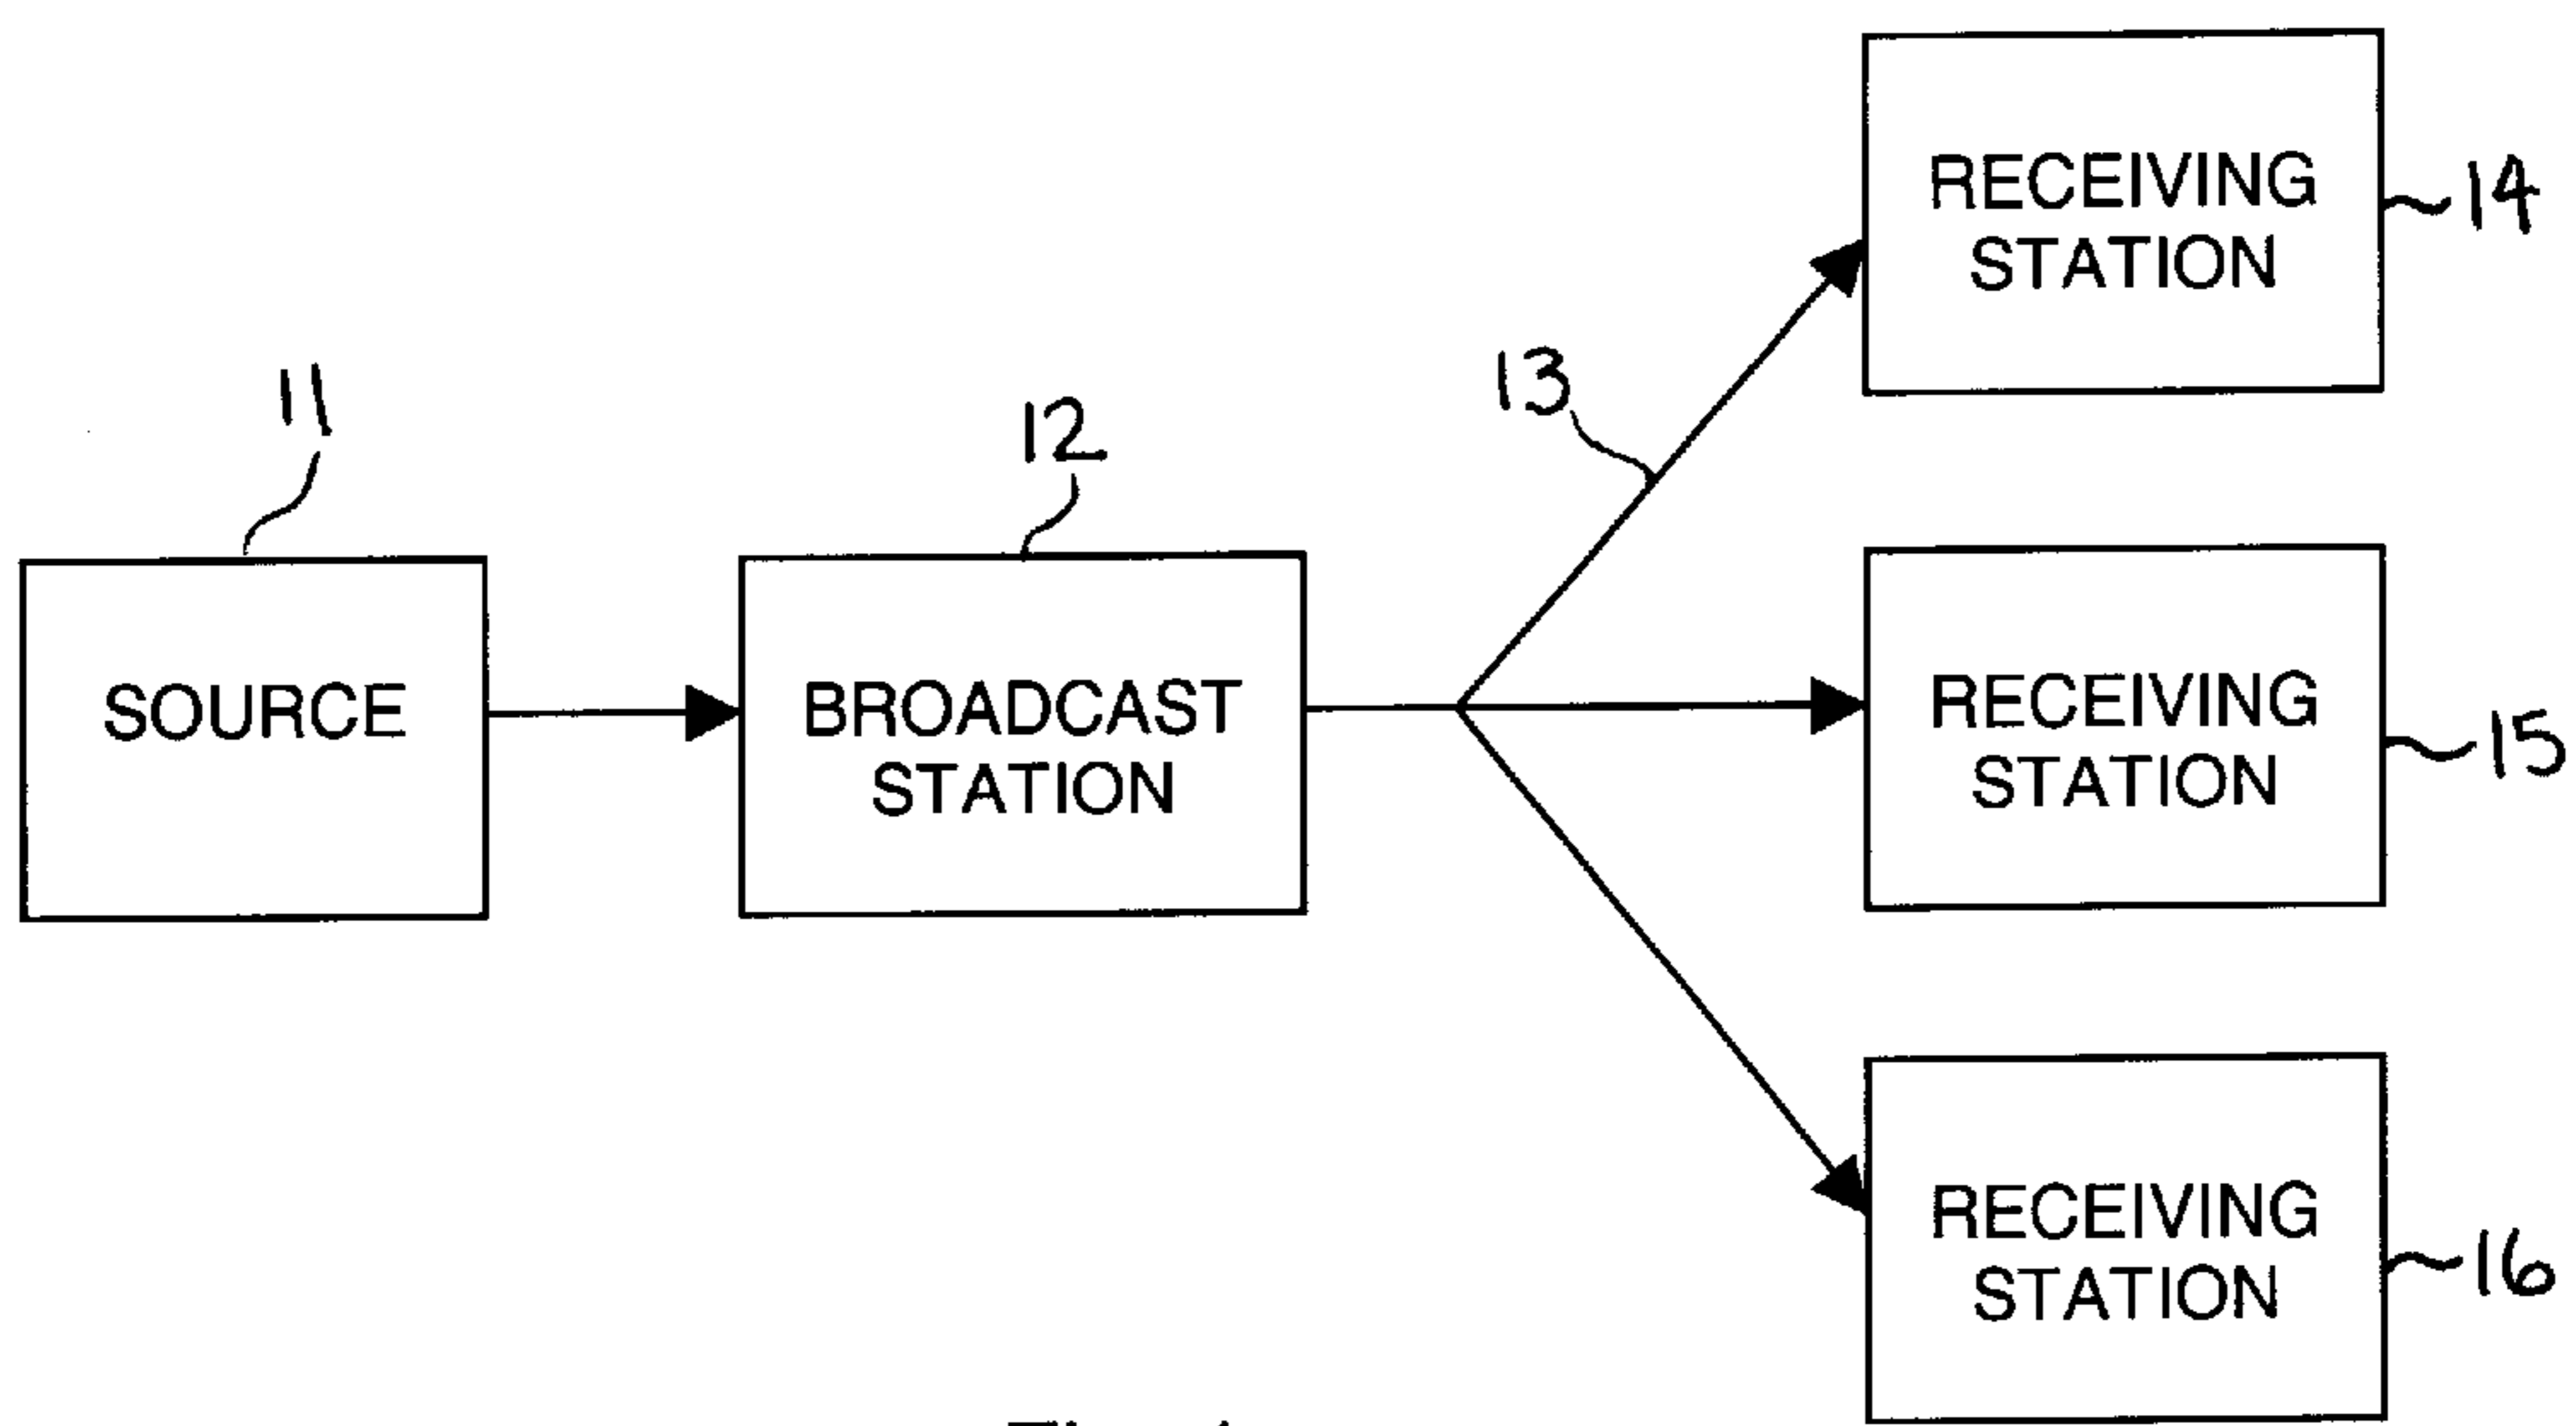 11
SOURCE
12
BROADCAST
STATION
13
RECEIVING
STATION
14
RECEIVING
STATION
15
RECEIVING
STATION
16